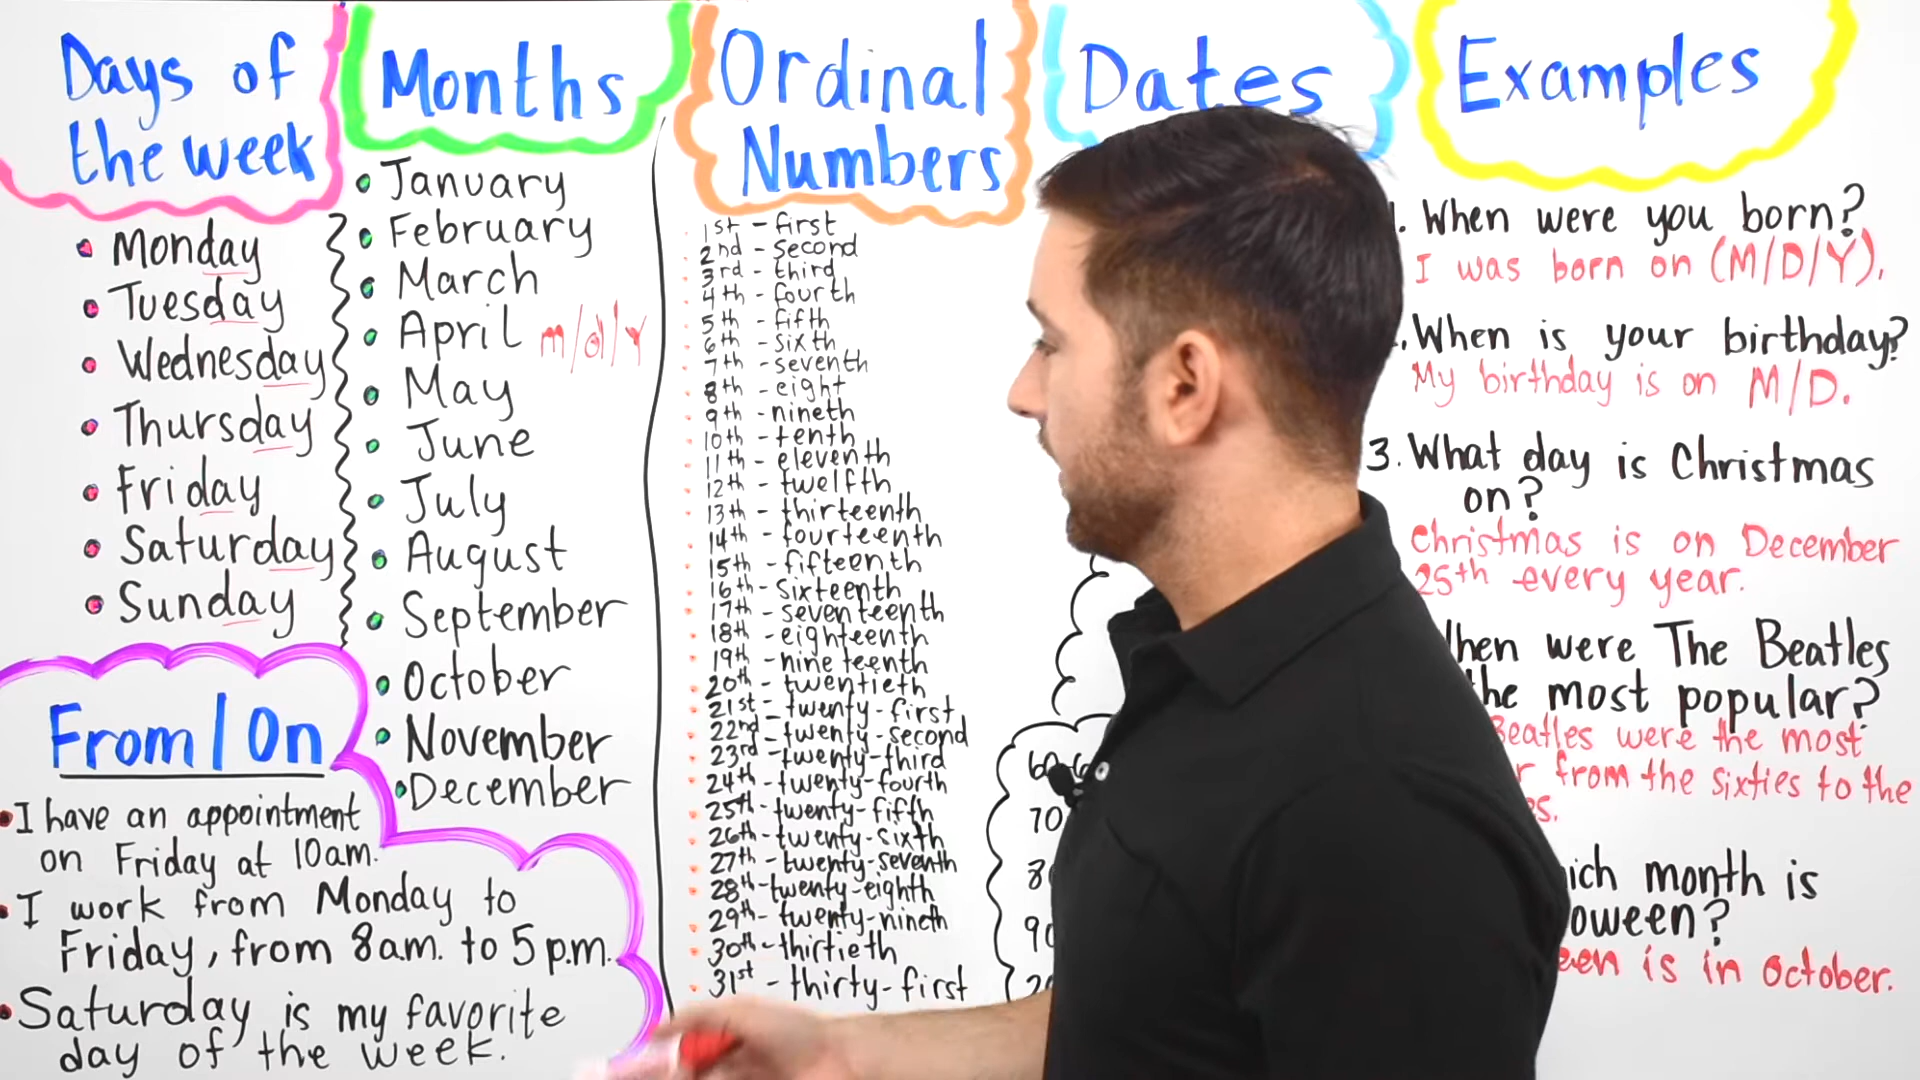 Days of
the week
• Monday
• Tuesday
• Wednesday
• Thursday
• Friday
• Saturday
• Sunday
From/On
• I have an appointment
on Friday at 10am.
• I work from Monday to
Friday, from 8am. to 5p.m.
• Saturday is my favorite
day of the week.
Months
• January
• February
• March
• April m/d/Y
• May
• June
• July
• August
• September
• October
• November
• December
Ordinal
Numbers
1st - first
2nd - second
3rd - third
4th - fourth
5th - fifth
6th - sixth
7th - seventh
8th - eight
9th - nineth
10th - tenth
11th - eleventh
12th - twelfth
13th - thirteenth
14th - fourteenth
15th - fifteenth
16th - sixteenth
17th - seventeenth
18th - eighteenth
19th - nineteenth
20th - twentieth
21st - twenty-first
22nd - twenty-second
23rd - twenty-third
24th - twenty-fourth
25th - twenty-fifth
26th - twenty-sixth
27th - twenty-seventh
28th - twenty-eighth
29th - twenty-nineth
30th - thirtieth
31st - thirty-first
Dates
70
Examples
. When were you born?
I was born on (M/D/Y).
. When is your birthday?
My birthday is on M/D.
3. What day is Christmas
on?
Christmas is on December
25th every year.
were The Beatles
most popular?
Beatles were the most
from the sixties to the
month is
is in October.